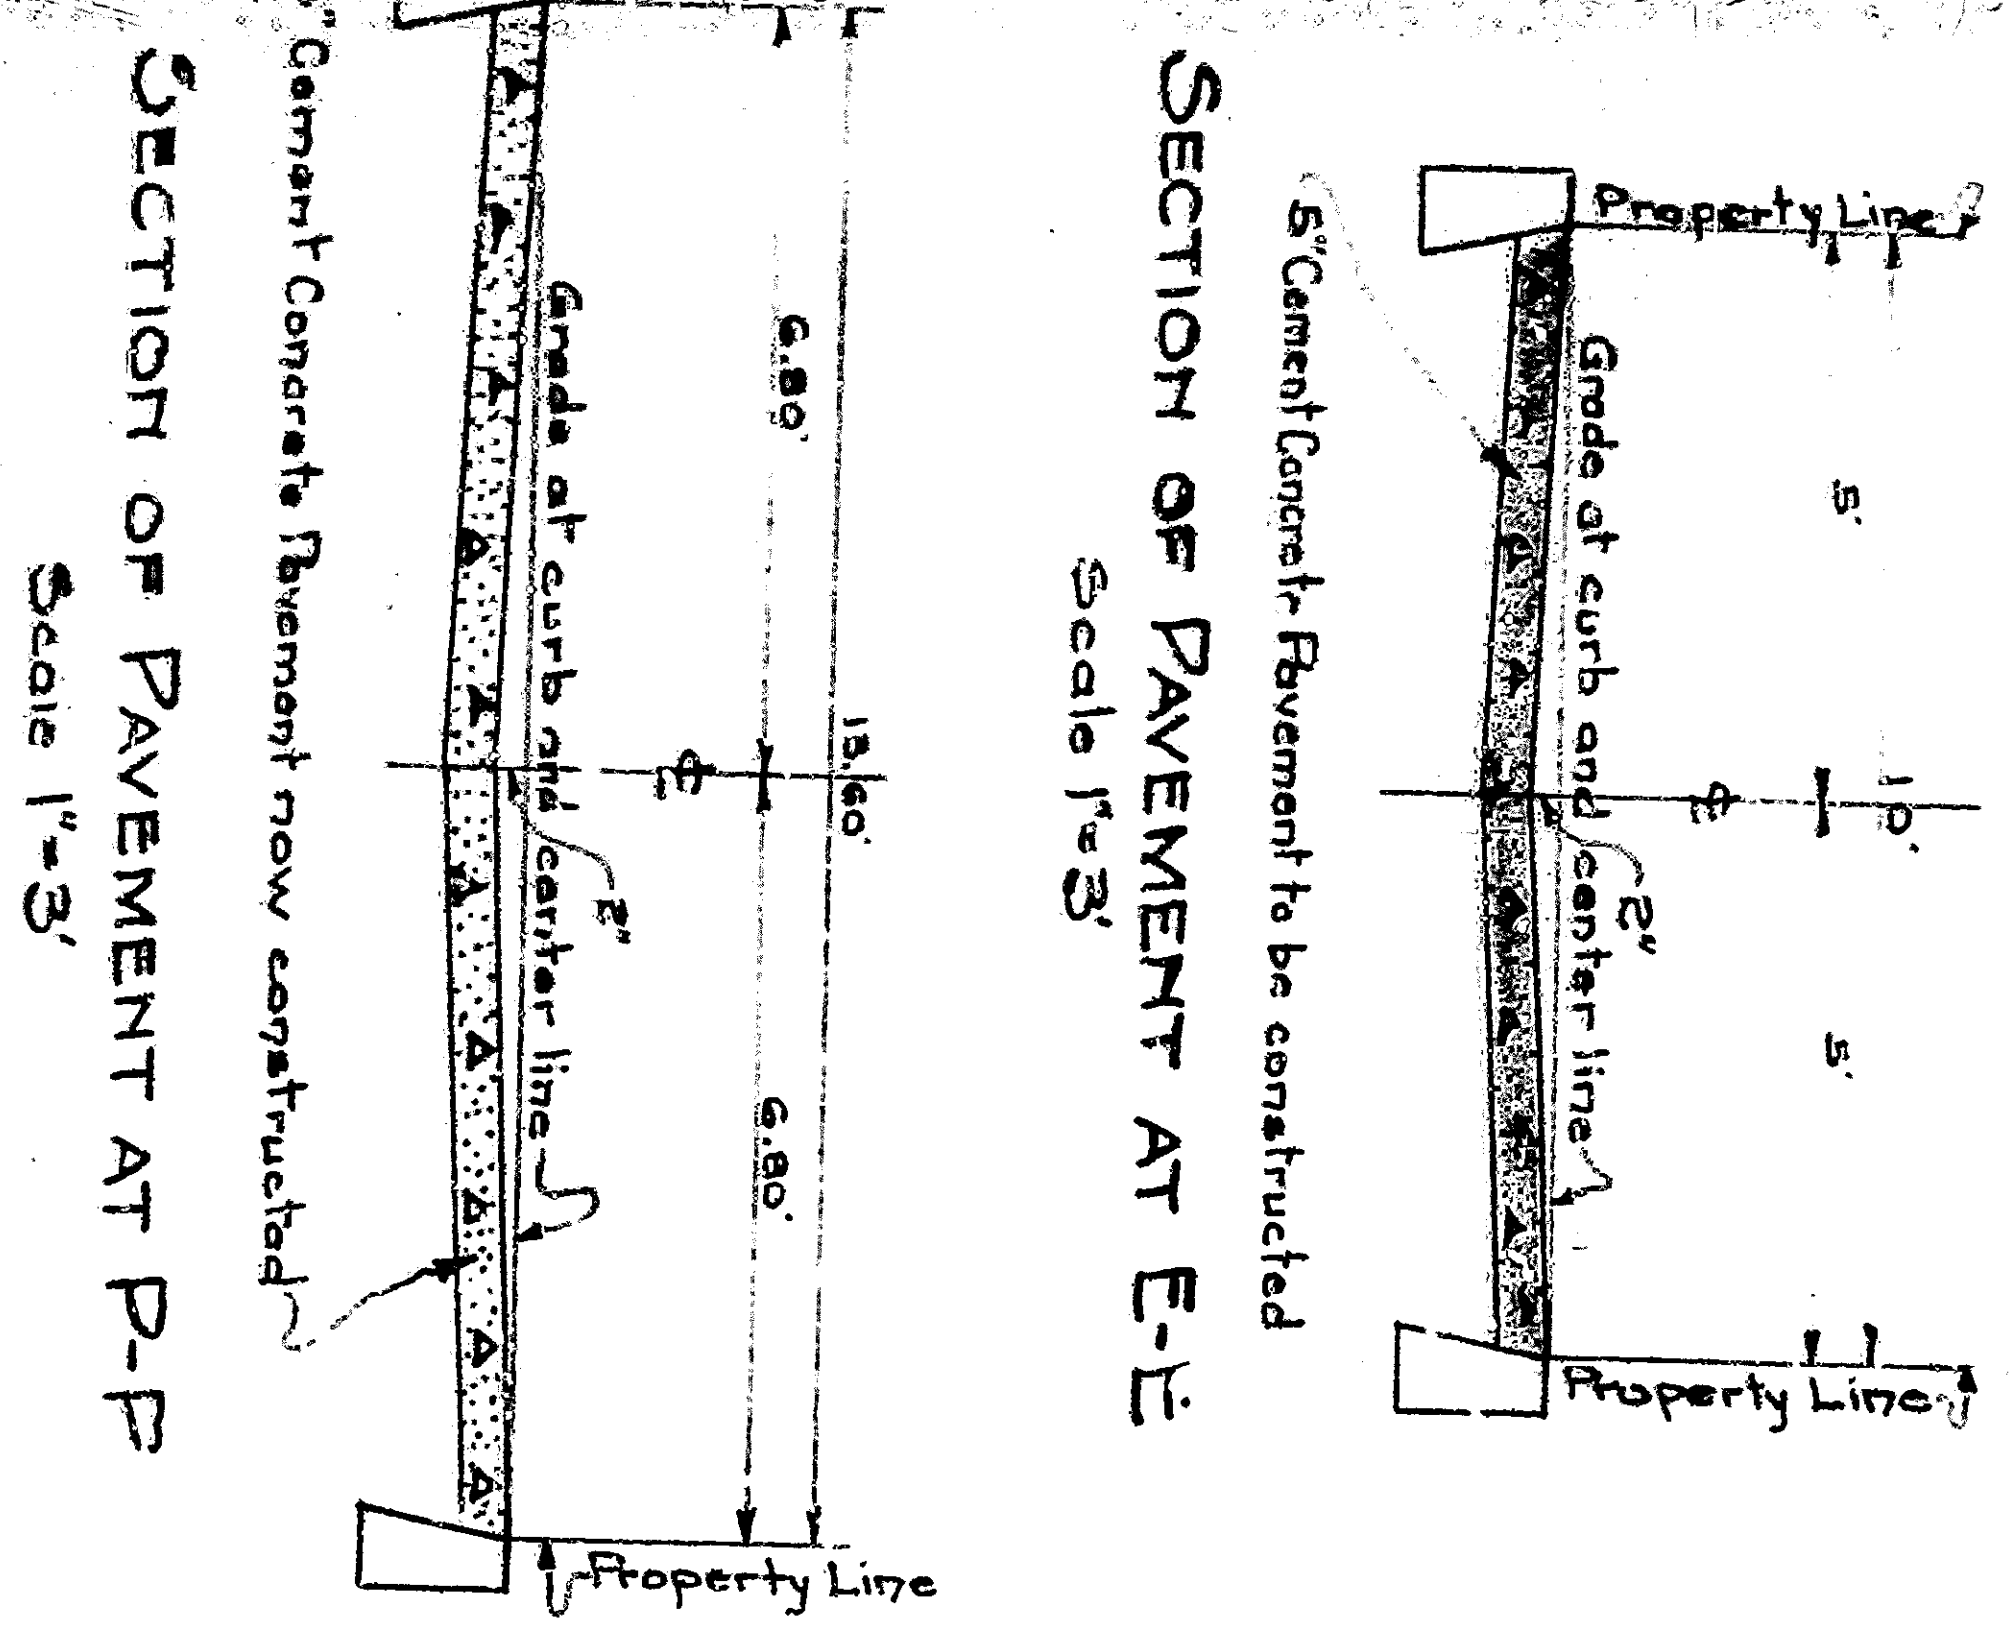 Property Line
Property Line
10'
5'
5'
℄
2"
Grade at curb and center line
5" Cement Concrete Pavement to be constructed
SECTION OF PAVEMENT AT E-E
Scale 1"=3'
Property Line
13.60'
6.80'
6.80'
℄
2"
Grade at curb and center line
" Cement Concrete Pavement now constructed
SECTION OF PAVEMENT AT P-P
Scale 1"=3'